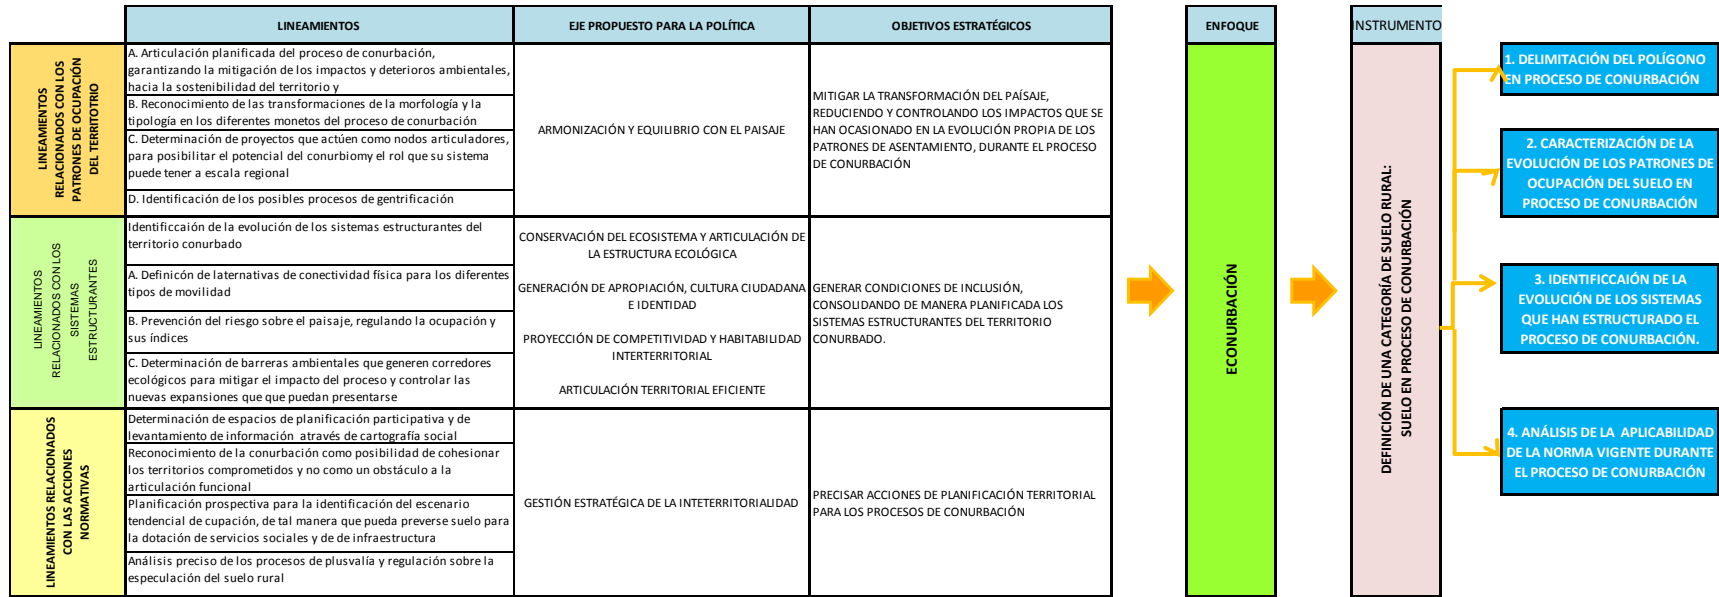 LINEAMIENTOS
EJE PROPUESTO PARA LA POLÍTICA
OBJETIVOS ESTRATÉGICOS
ENFOQUE
INSTRUMENTO
LINEAMIENTOS
RELACIONADOS CON LOS
PATRONES DE OCUPACIÓN
DEL TERRITOTRIO
A. Articulación planificada del proceso de conurbación,
garantizando la mitigación de los impactos y deterioros ambientales,
hacia la sostenibilidad del territorio y
B. Reconocimiento de las transformaciones de la morfología y la
tipología en los diferentes monetos del proceso de conurbación
C. Determinación de proyectos que actúen como nodos articuladores,
para posibilitar el potencial del conurbiomy el rol que su sistema
puede tener a escala regional
D. Identificación de los posibles procesos de gentrificación
ARMONIZACIÓN Y EQUILIBRIO CON EL PAISAJE
MITIGAR LA TRANSFORMACIÓN DEL PAÍSAJE,
REDUCIENDO Y CONTROLANDO LOS IMPACTOS QUE SE
HAN OCASIONADO EN LA EVOLUCIÓN PROPIA DE LOS
PATRONES DE ASENTAMIENTO, DURANTE EL PROCESO
DE CONURBACIÓN
LINEAMIENTOS
RELACIONADOS CON LOS
SISTEMAS
ESTRUCTURANTES
Identificcaión de la evolución de los sistemas estructurantes del
territorio conurbado
A. Definicón de laternativas de conectividad física para los diferentes
tipos de movilidad
B. Prevención del riesgo sobre el paisaje, regulando la ocupación y
sus índices
C. Determinación de barreras ambientales que generen corredores
ecológicos para mitigar el impacto del proceso y controlar las
nuevas expansiones que que puedan presentarse
CONSERVACIÓN DEL ECOSISTEMA Y ARTICULACIÓN DE
LA ESTRUCTURA ECOLÓGICA
GENERACIÓN DE APROPIACIÓN, CULTURA CIUDADANA
E IDENTIDAD
PROYECCIÓN DE COMPETITIVIDAD Y HABITABILIDAD
INTERTERRITORIAL
ARTICULACIÓN TERRITORIAL EFICIENTE
GENERAR CONDICIONES DE INCLUSIÓN,
CONSOLIDANDO DE MANERA PLANIFICADA LOS
SISTEMAS ESTRUCTURANTES DEL TERRITORIO
CONURBADO.
LINEAMIENTOS RELACIONADOS
CON LAS ACCIONES
NORMATIVAS
Determinación de espacios de planificación participativa y de
levantamiento de información  através de cartografía social
Reconocimiento de la conurbación como posibilidad de cohesionar
los territorios comprometidos y no como un obstáculo a la
articulación funcional
Planificación prospectiva para la identificación del escenario
tendencial de cupación, de tal manera que pueda preverse suelo para
la dotación de servicios sociales y de de infraestructura
Análisis preciso de los procesos de plusvalía y regulación sobre la
especulación del suelo rural
GESTIÓN ESTRATÉGICA DE LA INTETERRITORIALIDAD
PRECISAR ACCIONES DE PLANIFICACIÓN TERRITORIAL
PARA LOS PROCESOS DE CONURBACIÓN
ECONURBACIÓN
DEFINICIÓN DE UNA CATEGORÍA DE SUELO RURAL:
SUELO EN PROCESO DE CONURBACIÓN
1. DELIMITACIÓN DEL POLÍGONO
EN PROCESO DE CONURBACIÓN
2. CARACTERIZACIÓN DE LA
EVOLUCIÓN DE LOS PATRONES DE
OCUPACIÓN DEL SUELO EN
PROCESO DE CONURBACIÓN
3. IDENTIFICCAIÓN DE LA
EVOLUCIÓN DE LOS SISTEMAS
QUE HAN ESTRUCTURADO EL
PROCESO DE CONURBACIÓN.
4. ANÁLISIS DE LA  APLICABILIDAD
DE LA NORMA VIGENTE DURANTE
EL PROCESO DE CONURBACIÓN